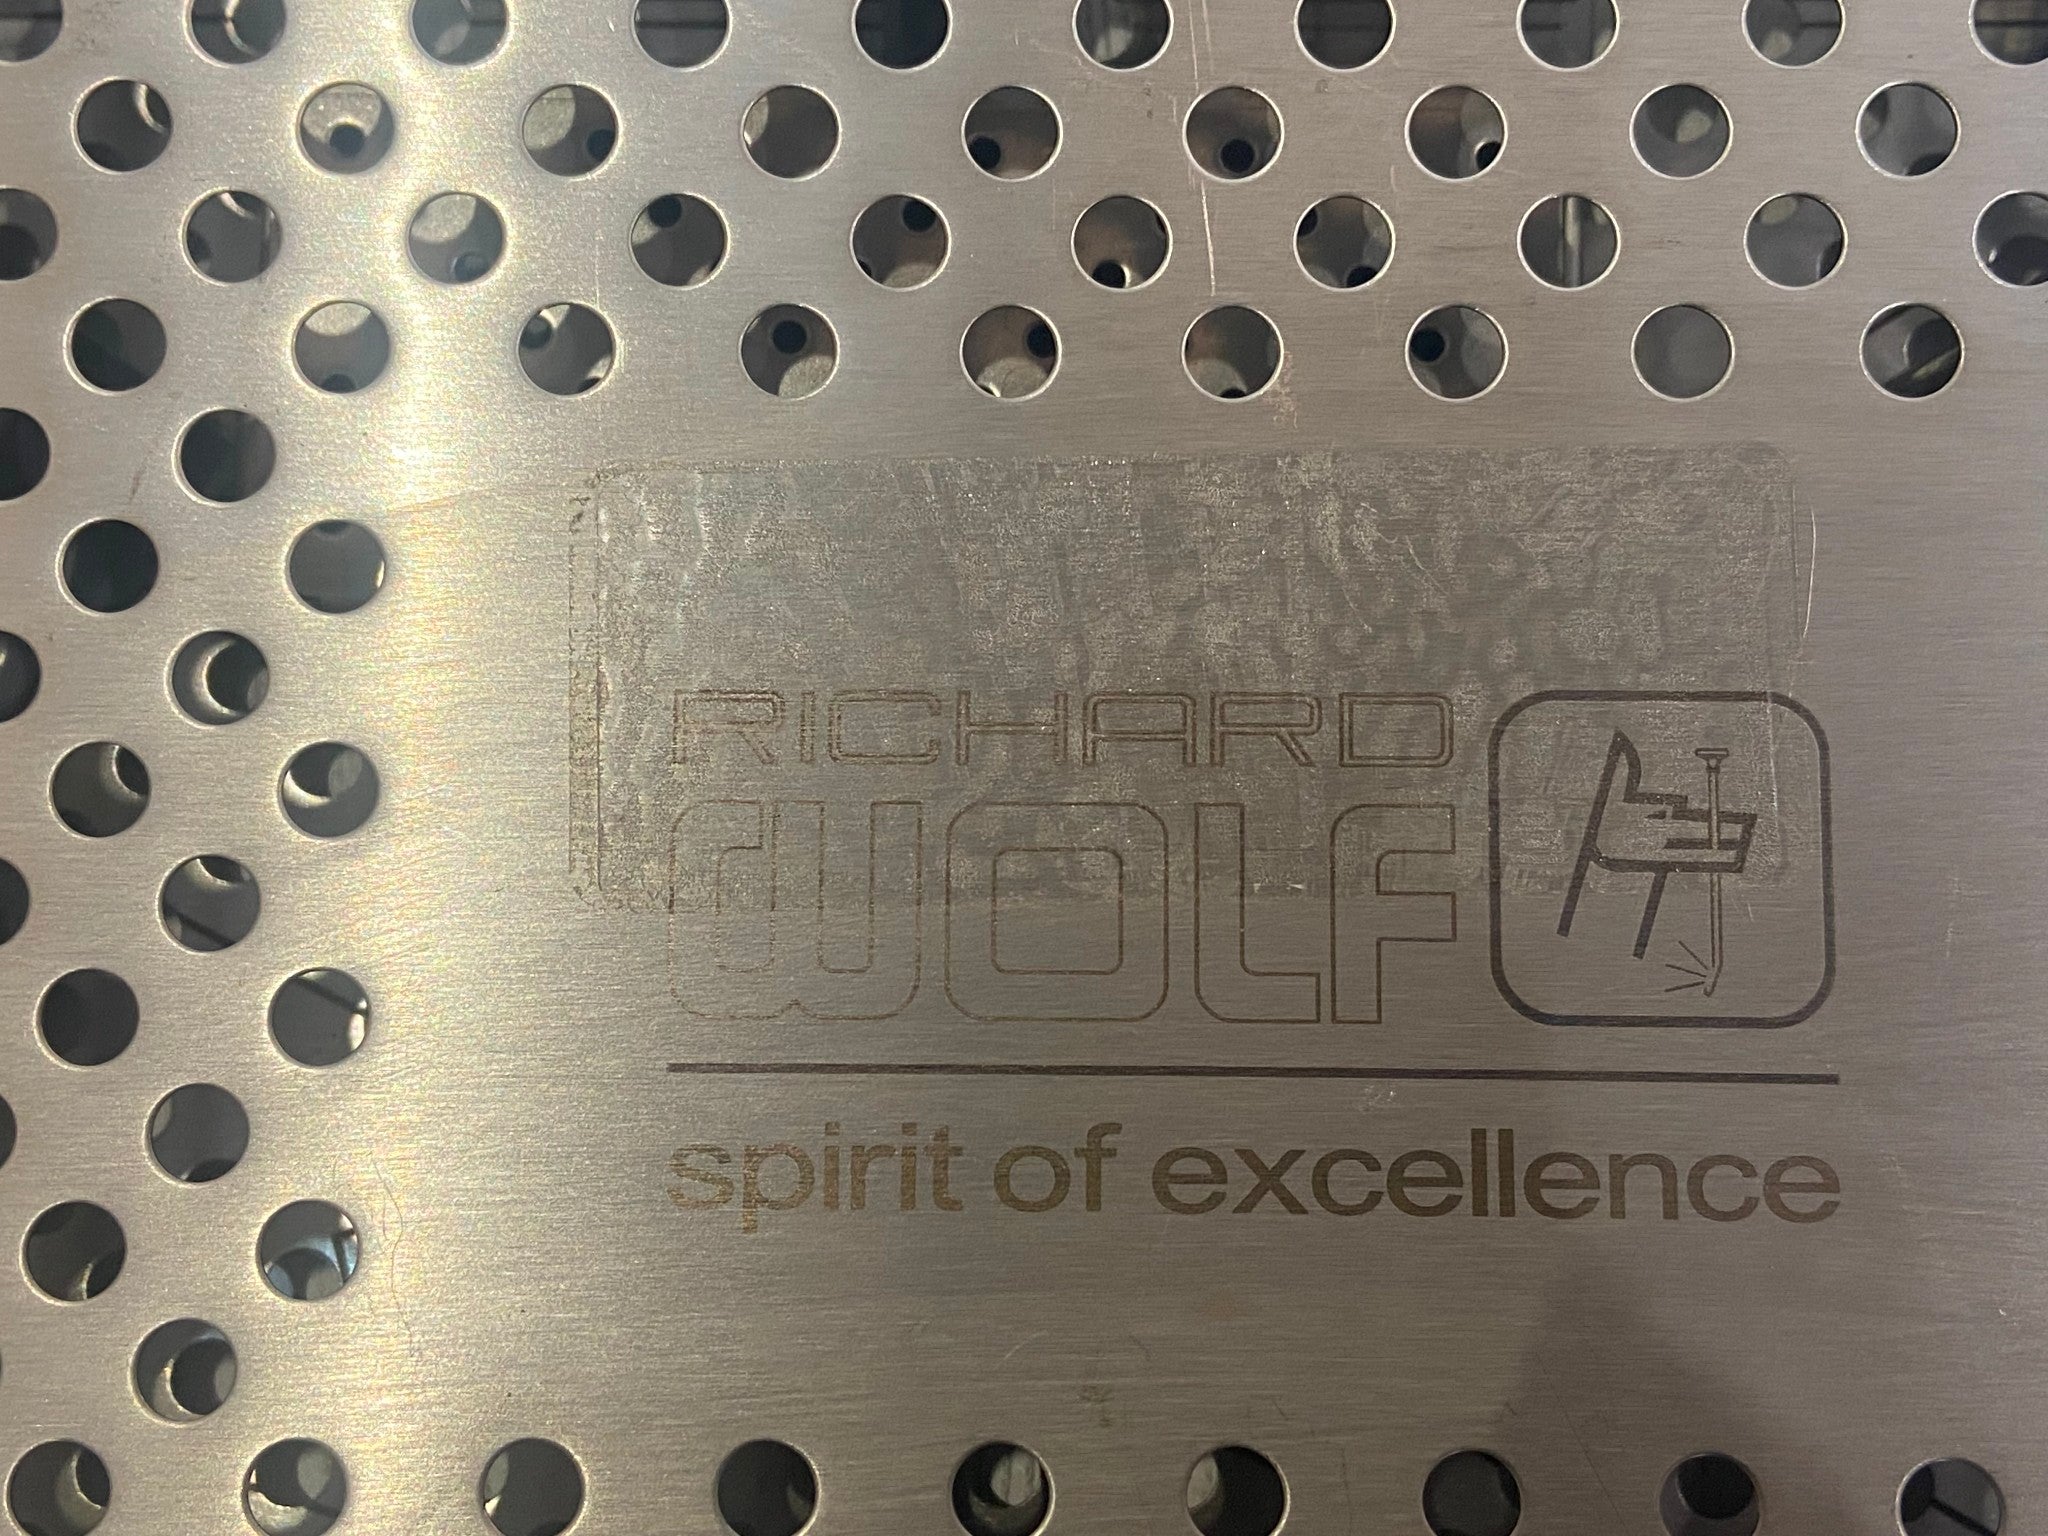 RICHARD
WOLF
spirit of excellence